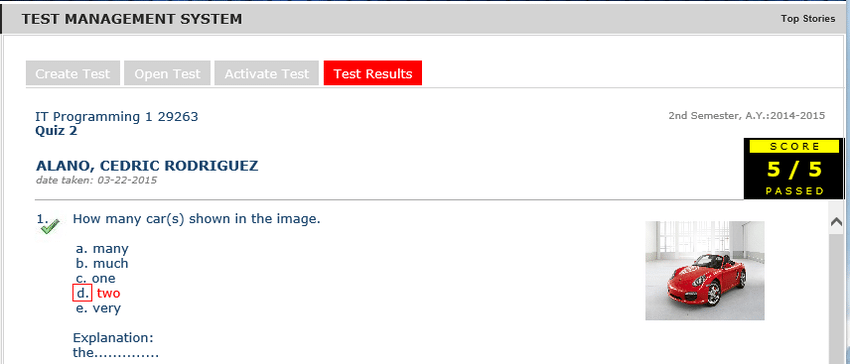 TEST MANAGEMENT SYSTEM
Top Stories
Create Test
Open Test
Activate Test
Test Results
IT Programming 1 29263
2nd Semester, A.Y.:2014-2015
Quiz 2
SCORE
5 / 5
PASSED
ALANO, CEDRIC RODRIGUEZ
date taken: 03-22-2015
1. How many car(s) shown in the image.
a. many
b. much
c. one
d. two
e. very
Explanation:
the..............